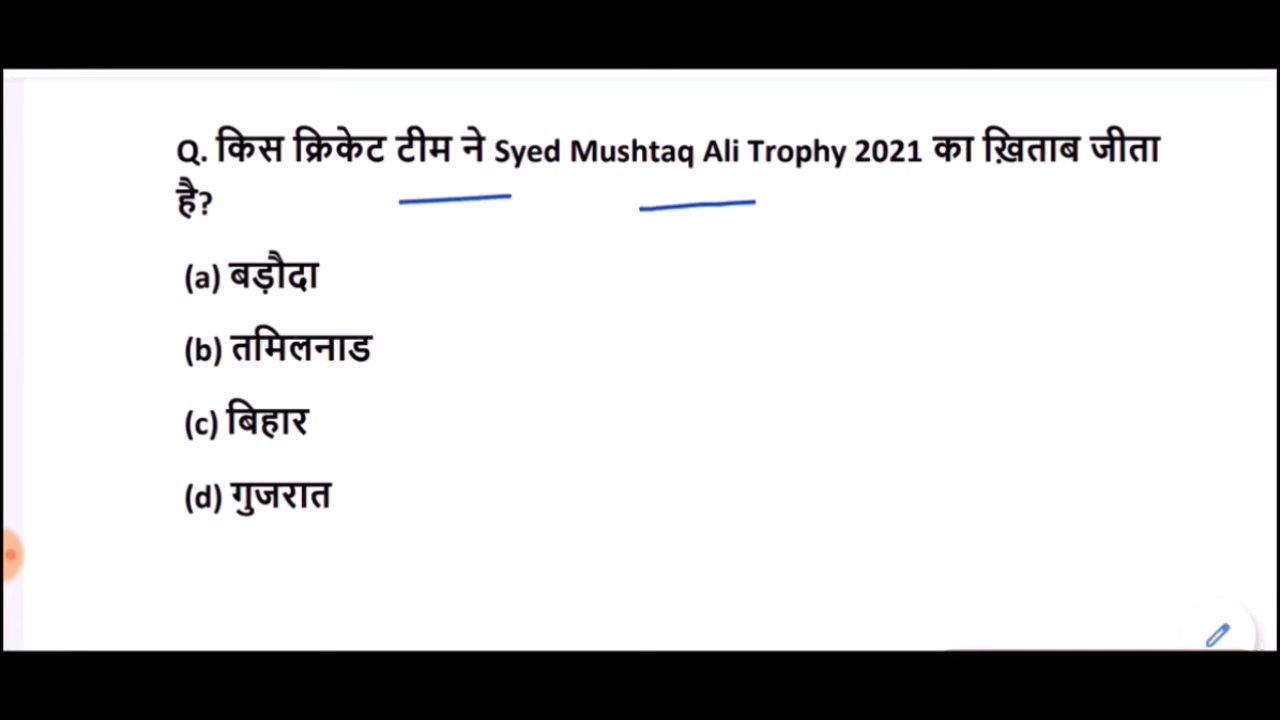 Q. किस क्रिकेट टीम ने Syed Mushtaq Ali Trophy 2021 का ख़िताब जीता
है?
(a) बड़ौदा
(b) तमिलनाड
(c) बिहार
(d) गुजरात